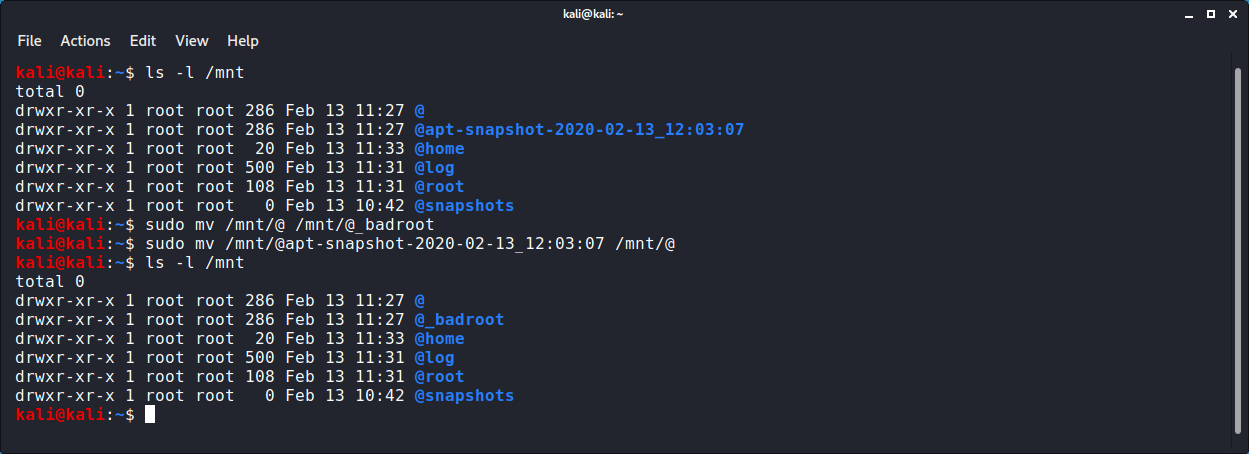 kali@kali: ~
File Actions Edit View Help
kali@kali:~$ ls -l /mnt
total 0
drwxr-xr-x 1 root root 286 Feb 13 11:27 @
drwxr-xr-x 1 root root 286 Feb 13 11:27 @apt-snapshot-2020-02-13_12:03:07
drwxr-xr-x 1 root root  20 Feb 13 11:33 @home
drwxr-xr-x 1 root root 500 Feb 13 11:31 @log
drwxr-xr-x 1 root root 108 Feb 13 11:31 @root
drwxr-xr-x 1 root root   0 Feb 13 10:42 @snapshots
kali@kali:~$ sudo mv /mnt/@ /mnt/@_badroot
kali@kali:~$ sudo mv /mnt/@apt-snapshot-2020-02-13_12:03:07 /mnt/@
kali@kali:~$ ls -l /mnt
total 0
drwxr-xr-x 1 root root 286 Feb 13 11:27 @
drwxr-xr-x 1 root root 286 Feb 13 11:27 @_badroot
drwxr-xr-x 1 root root  20 Feb 13 11:33 @home
drwxr-xr-x 1 root root 500 Feb 13 11:31 @log
drwxr-xr-x 1 root root 108 Feb 13 11:31 @root
drwxr-xr-x 1 root root   0 Feb 13 10:42 @snapshots
kali@kali:~$